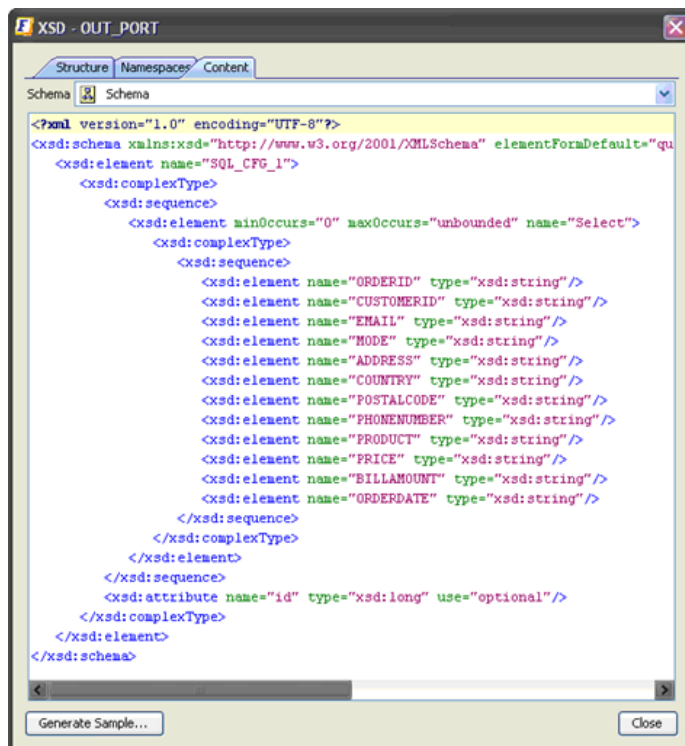 XSD - OUT_PORT
Structure Namespaces Content
Schema Schema
<?xml version="1.0" encoding="UTF-8"?>
<xsd:schema xmlns:xsd="http://www.w3.org/2001/XMLSchema" elementFormDefault="qu
<xsd:element name="SQL_CFG_1">
<xsd:complexType>
<xsd:sequence>
<xsd:element minOccurs="0" maxOccurs="unbounded" name="Select">
<xsd:complexType>
<xsd:sequence>
<xsd:element name="ORDERID" type="xsd:string"/>
<xsd:element name="CUSTOMERID" type="xsd:string"/>
<xsd:element name="EMAIL" type="xsd:string"/>
<xsd:element name="MODE" type="xsd:string"/>
<xsd:element name="ADDRESS" type="xsd:string"/>
<xsd:element name="COUNTRY" type="xsd:string"/>
<xsd:element name="POSTALCODE" type="xsd:string"/>
<xsd:element name="PHONENUMBER" type="xsd:string"/>
<xsd:element name="PRODUCT" type="xsd:string"/>
<xsd:element name="PRICE" type="xsd:string"/>
<xsd:element name="BILLAMOUNT" type="xsd:string"/>
<xsd:element name="ORDERDATE" type="xsd:string"/>
</xsd:sequence>
</xsd:complexType>
</xsd:element>
</xsd:sequence>
<xsd:attribute name="id" type="xsd:long" use="optional"/>
</xsd:complexType>
</xsd:element>
</xsd:schema>
Generate Sample... Close